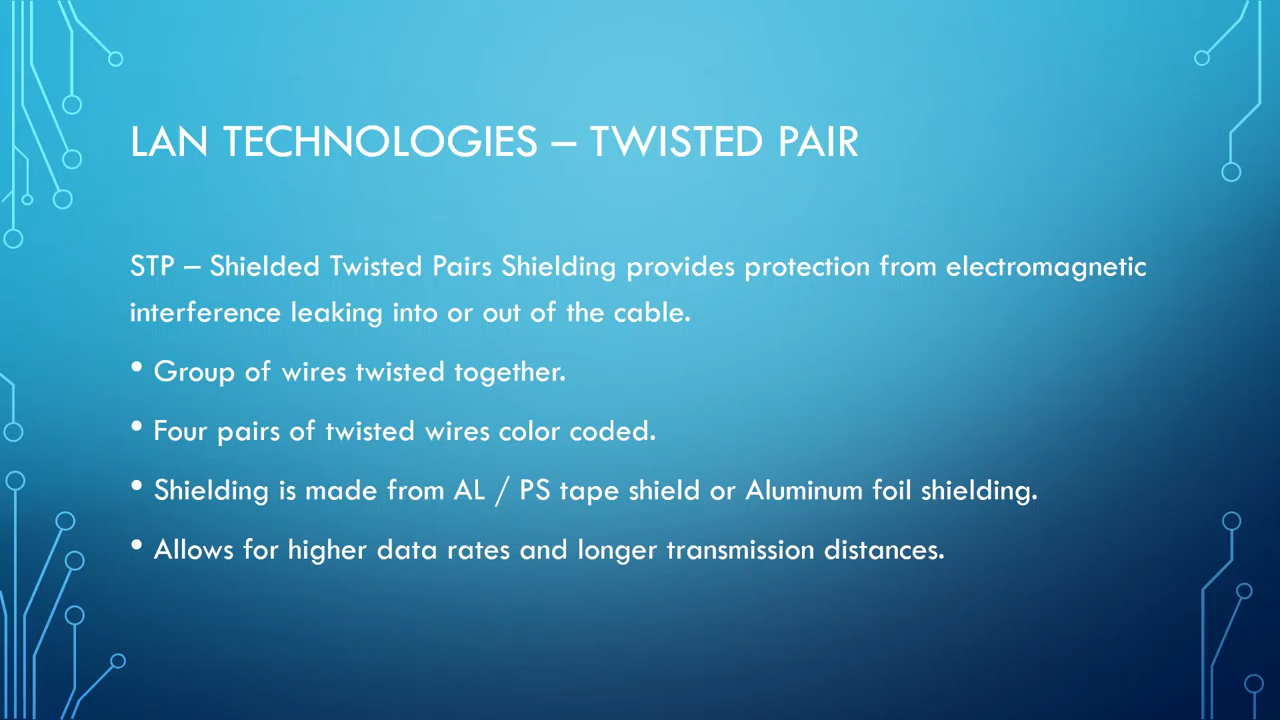 LAN TECHNOLOGIES – TWISTED PAIR
STP – Shielded Twisted Pairs Shielding provides protection from electromagnetic
interference leaking into or out of the cable.
• Group of wires twisted together.
• Four pairs of twisted wires color coded.
• Shielding is made from AL / PS tape shield or Aluminum foil shielding.
• Allows for higher data rates and longer transmission distances.